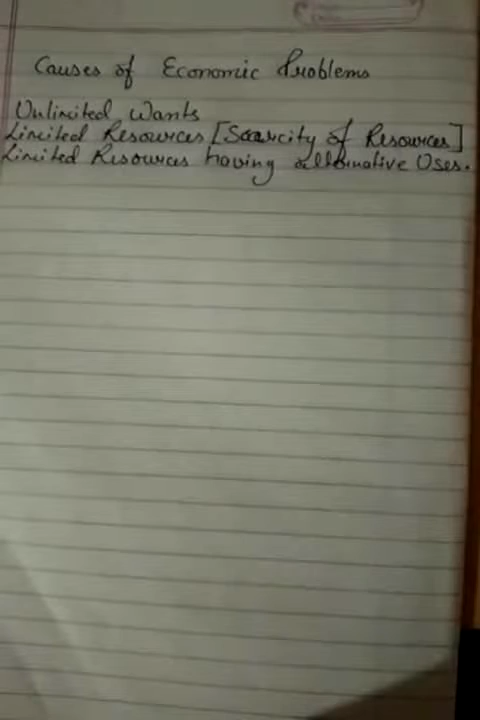 Causes of Economic Problems
Unlimited Wants
Limited Resources [Scarcity of Resources]
Limited Resources having alternative Uses.